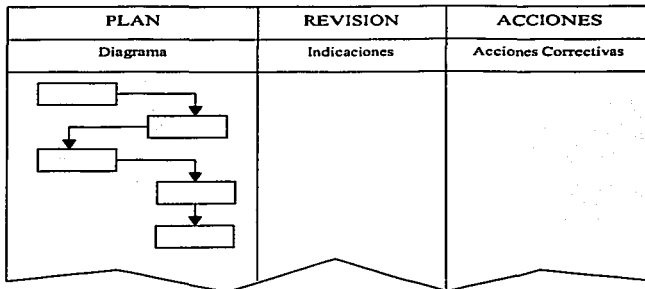 PLAN REVISION ACCIONES
Diagrama Indicaciones Acciones Correctivas